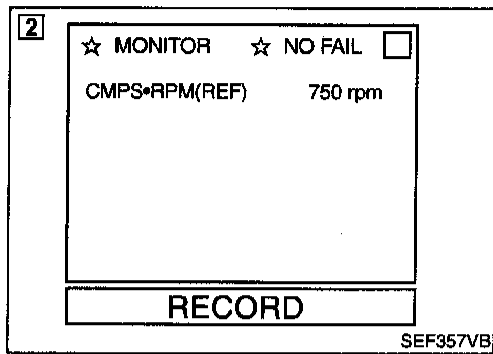 2
☆ MONITOR ☆ NO FAIL
CMPS•RPM(REF) 750 rpm
RECORD
SEF357VB